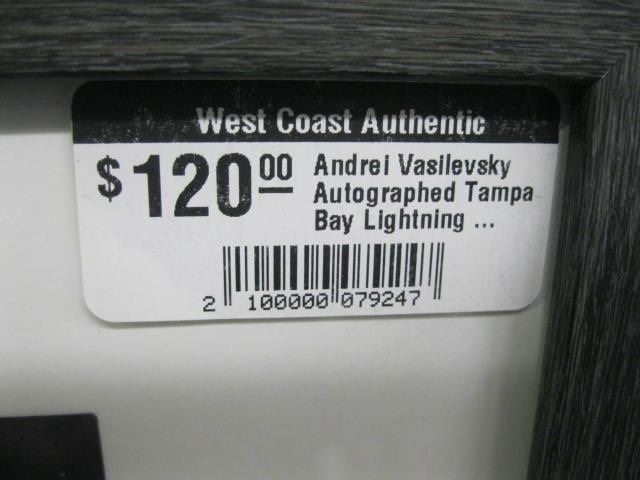 West Coast Authentic
$120.00 Andrei Vasilevsky
Autographed Tampa
Bay Lightning ...
2 100000 079247